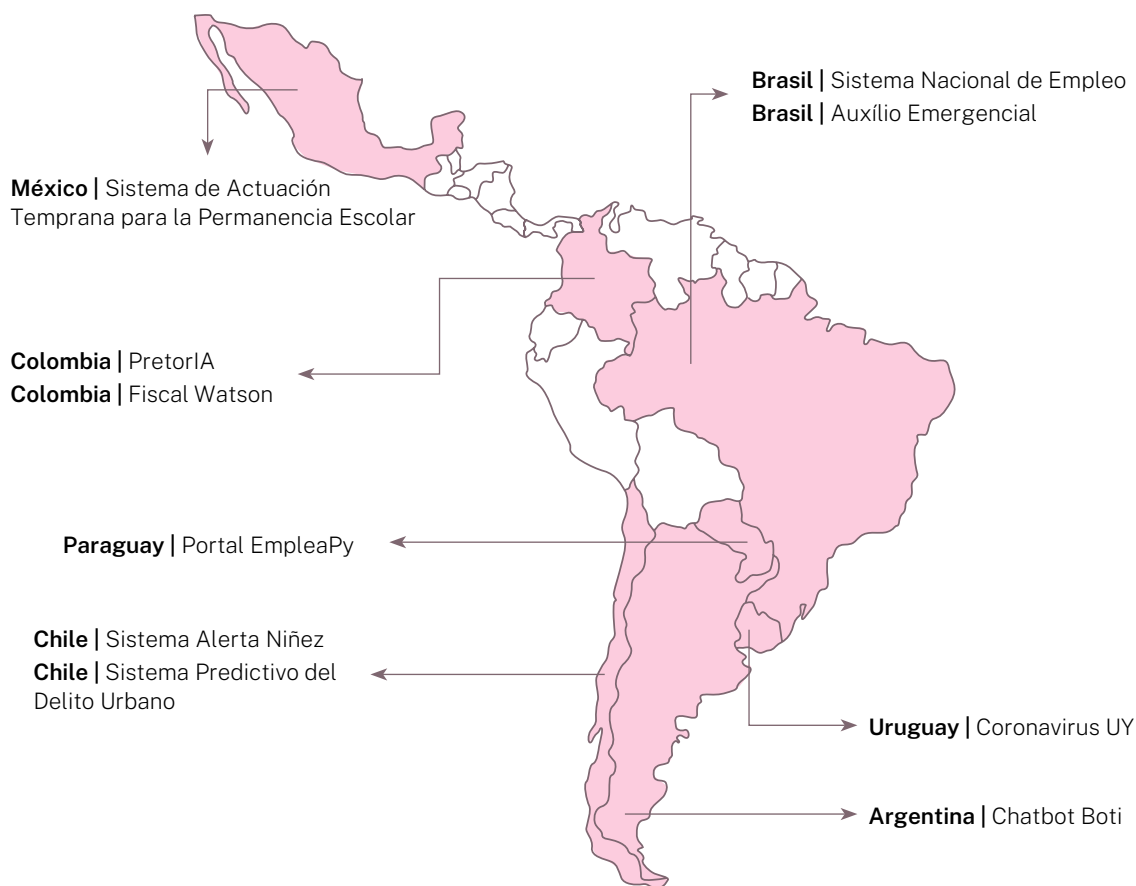 Brasil | Sistema Nacional de Empleo
Brasil | Auxílio Emergencial
México | Sistema de Actuación
Temprana para la Permanencia Escolar
Colombia | PretorIA
Colombia | Fiscal Watson
Paraguay | Portal EmpleaPy
Chile | Sistema Alerta Niñez
Chile | Sistema Predictivo del
Delito Urbano
Uruguay | Coronavirus UY
Argentina | Chatbot Boti